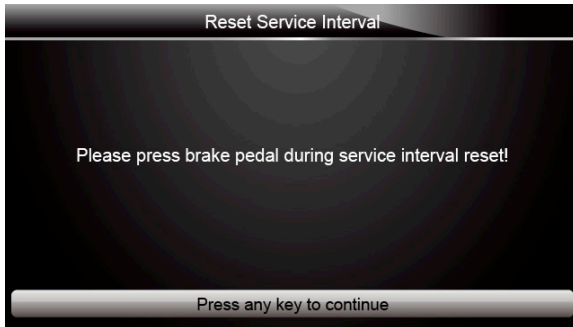 Reset Service Interval
Please press brake pedal during service interval reset!
Press any key to continue